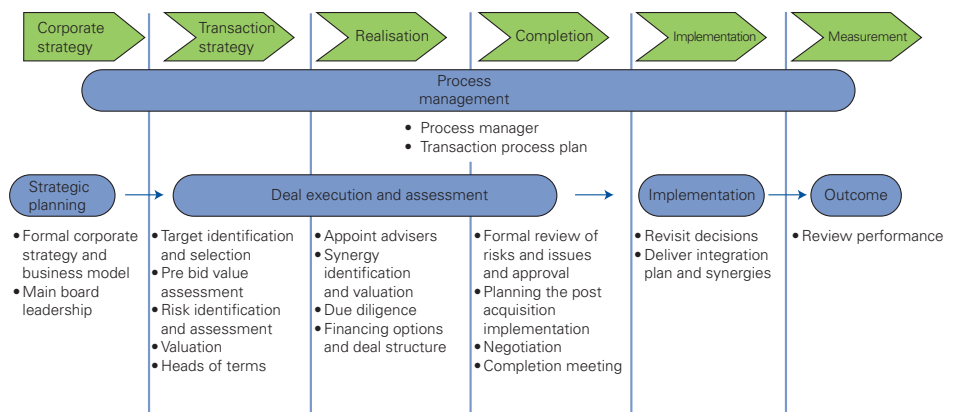 Corporate
strategy
Transaction
strategy
Realisation
Completion
Implementation
Measurement
Process
management
• Process manager
• Transaction process plan
Strategic
planning
Deal execution and assessment
Implementation
Outcome
• Formal corporate
strategy and
business model
• Main board
leadership
• Target identification
and selection
• Pre bid value
assessment
• Risk identification
and assessment
• Valuation
• Heads of terms
• Appoint advisers
• Synergy
identification
and valuation
• Due diligence
• Financing options
and deal structure
• Formal review of
risks and issues
and approval
• Planning the post
acquisition
implementation
• Negotiation
• Completion meeting
• Revisit decisions
• Deliver integration
plan and synergies
• Review performance